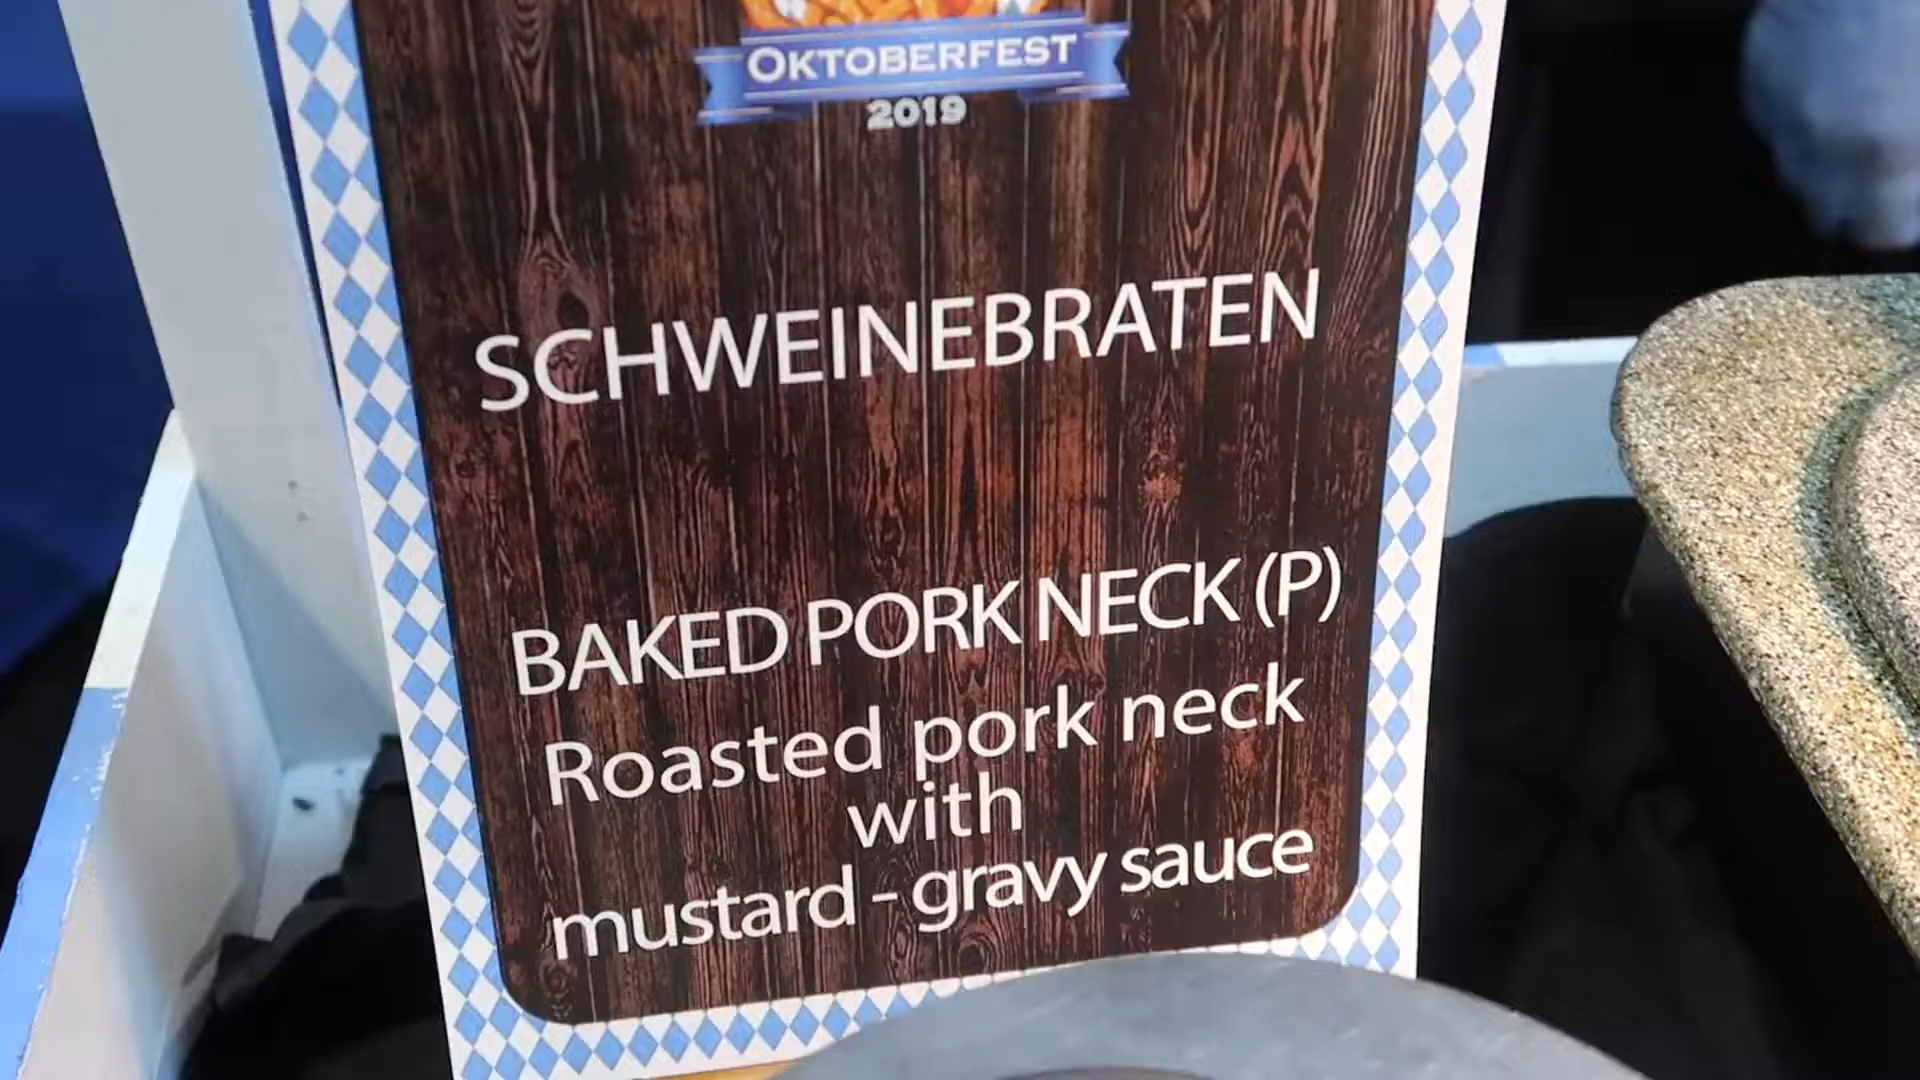 OKTOBERFEST
2019
SCHWEINEBRATEN
BAKED PORK NECK (P)
Roasted pork neck
with
mustard - gravy sauce